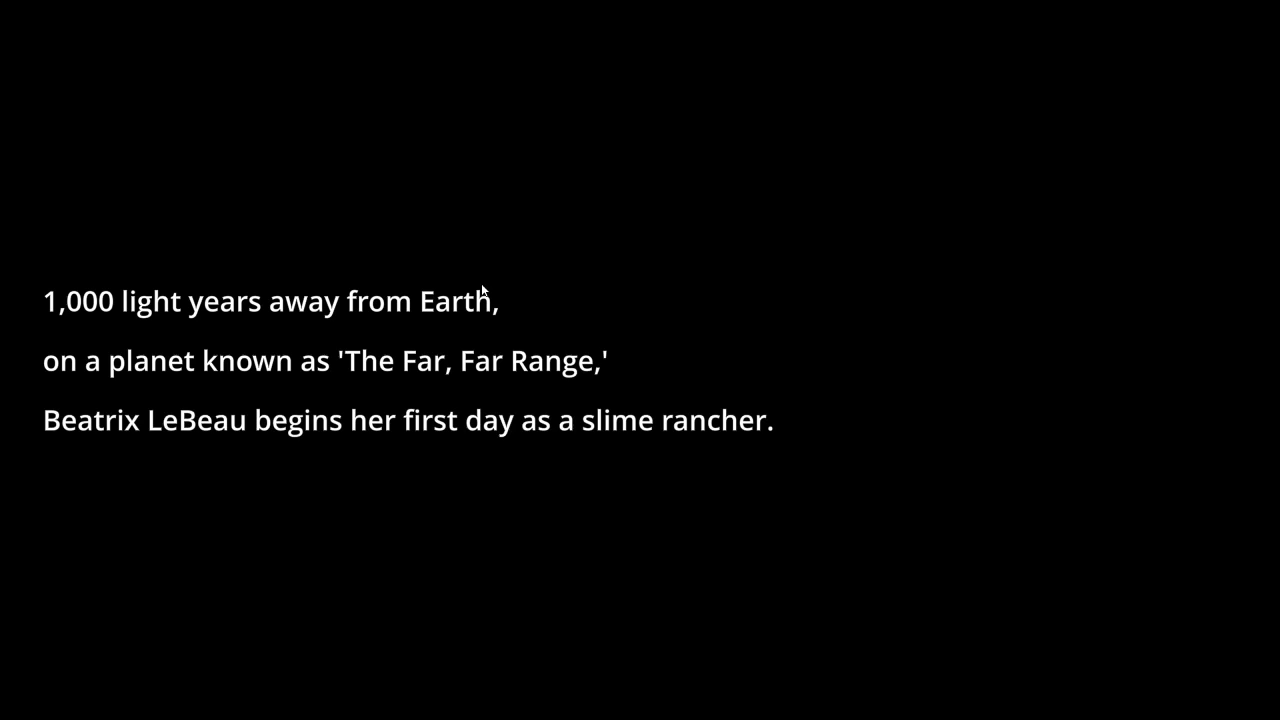 1,000 light years away from Earth,
on a planet known as 'The Far, Far Range,'
Beatrix LeBeau begins her first day as a slime rancher.